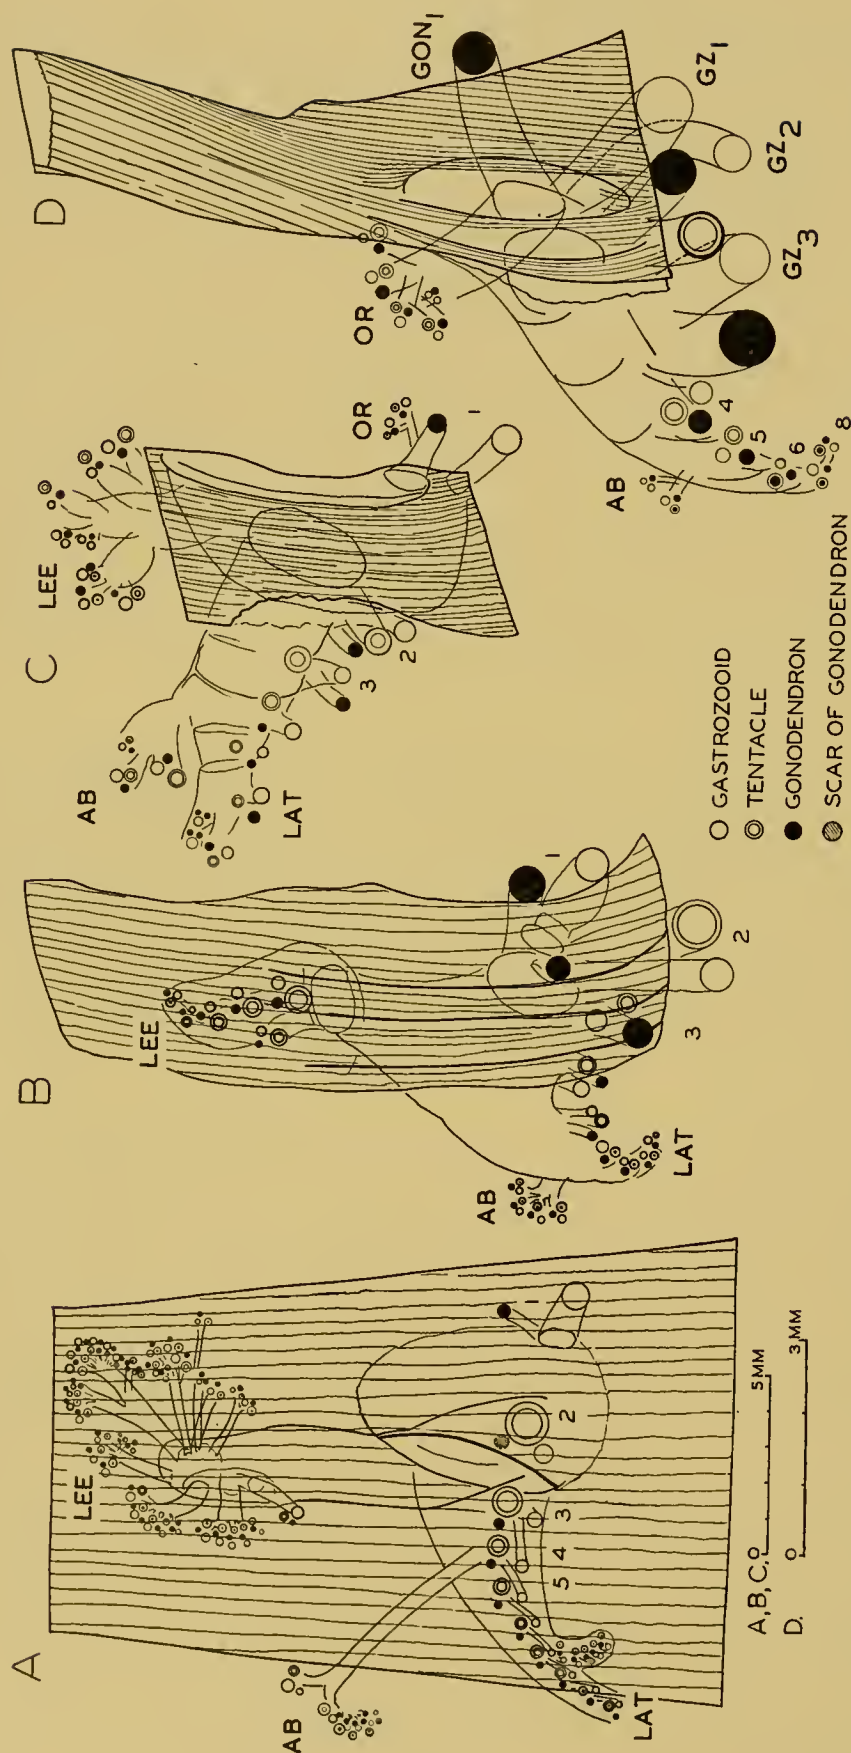 A
LEE
AB
LAT
1
2
3
4
5
B
LEE
AB
LAT
1
2
3
C
LEE
AB
LAT
OR
1
2
3
D
OR
AB
GON1
GZ1
GZ2
GZ3
4
5
6
8
GASTROZOOID
TENTACLE
GONODENDRON
SCAR OF GONODENDRON
A,B,C,O 5MM
D. O 3MM